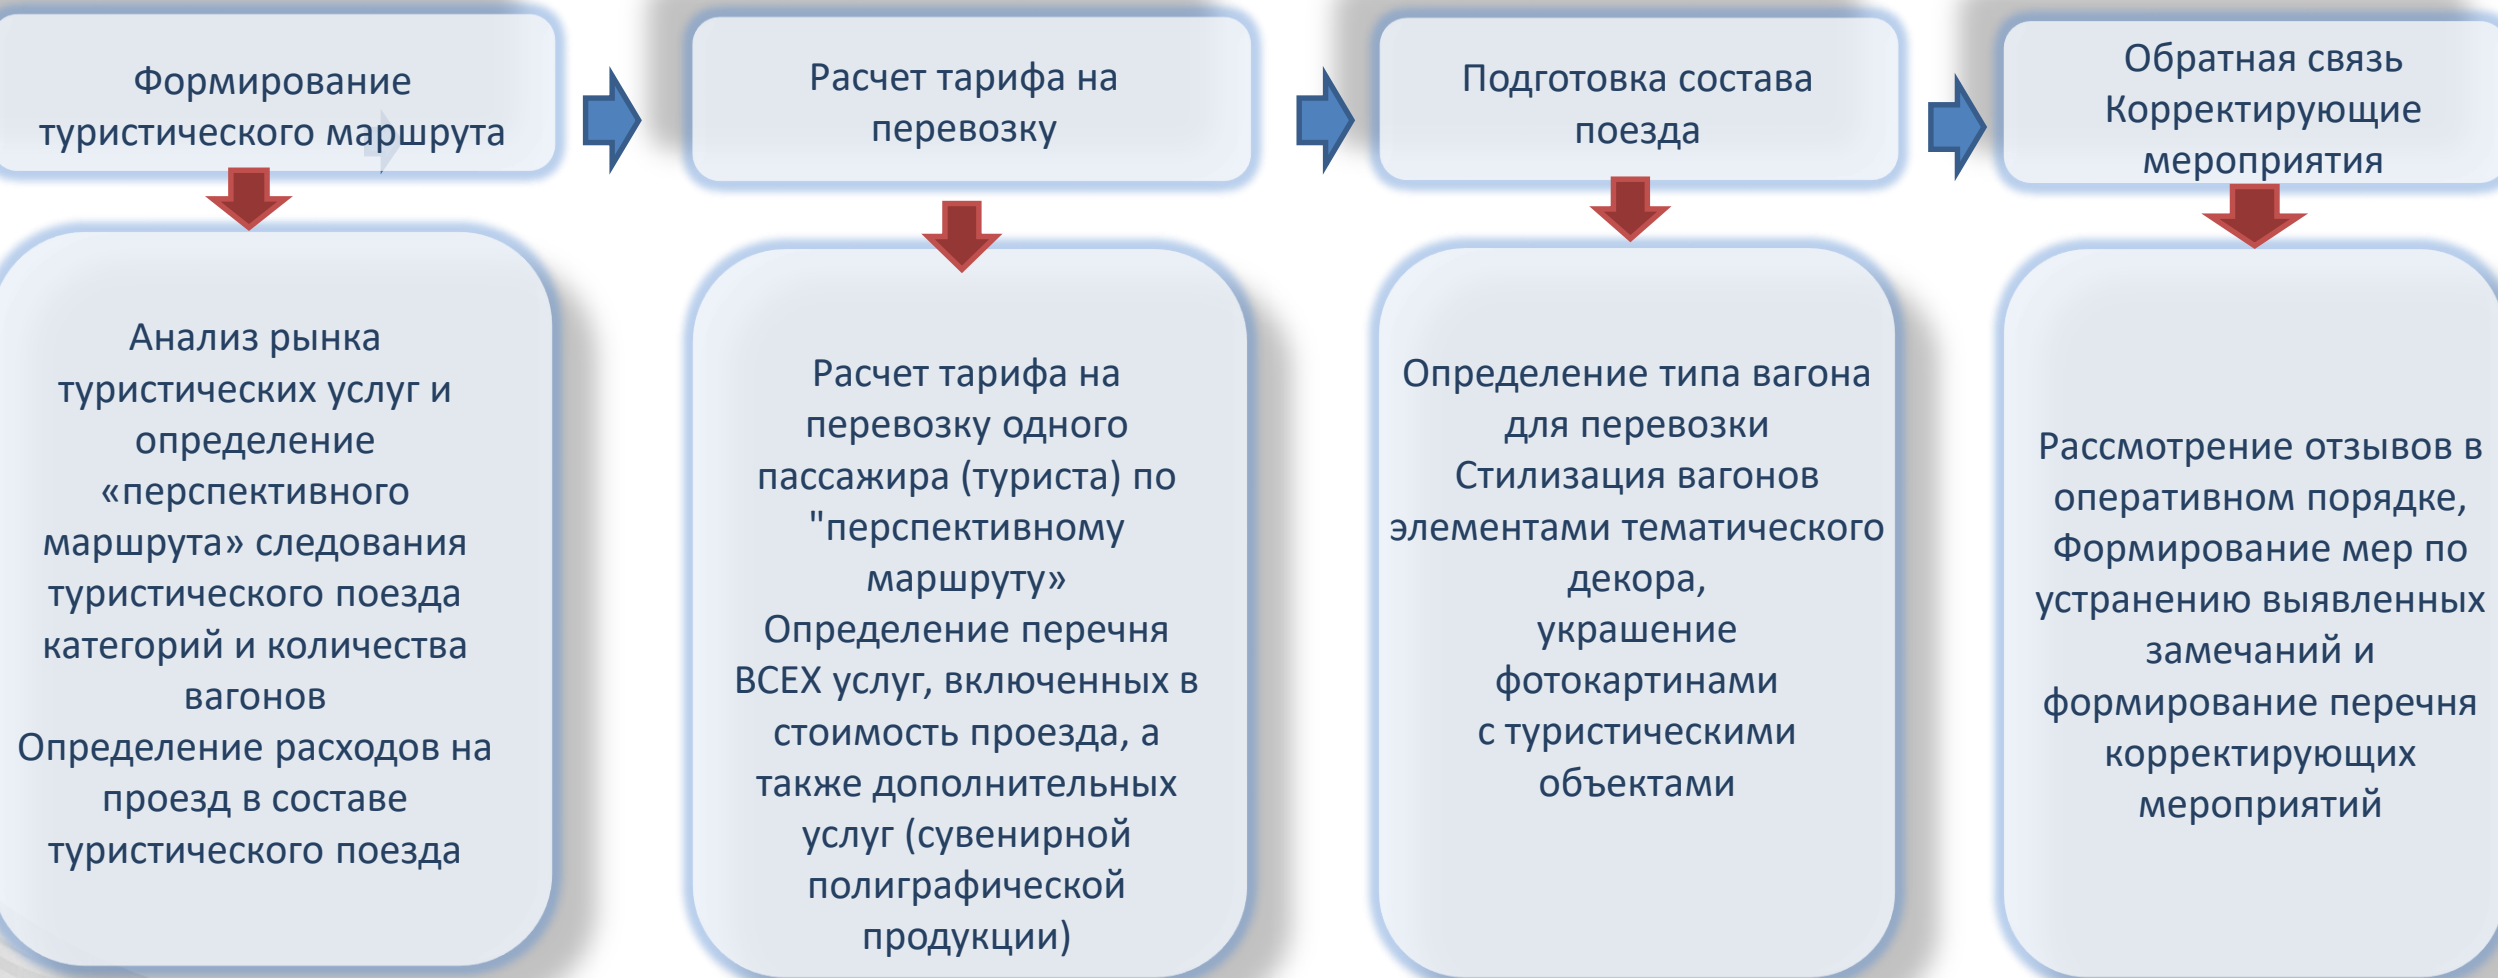 Формирование
туристического маршрута
Анализ рынка
туристических услуг и
определение
«перспективного
маршрута» следования
туристического поезда
категорий и количества
вагонов
Определение расходов на
проезд в составе
туристического поезда
Расчет тарифа на
перевозку
Расчет тарифа на
перевозку одного
пассажира (туриста) по
"перспективному
маршруту»
Определение перечня
ВСЕХ услуг, включенных в
стоимость проезда, а
также дополнительных
услуг (сувенирной
полиграфической
продукции)
Подготовка состава
поезда
Определение типа вагона
для перевозки
Стилизация вагонов
элементами тематического
декора,
украшение
фотокартинами
с туристическими
объектами
Обратная связь
Корректирующие
мероприятия
Рассмотрение отзывов в
оперативном порядке,
Формирование мер по
устранению выявленных
замечаний и
формирование перечня
корректирующих
мероприятий